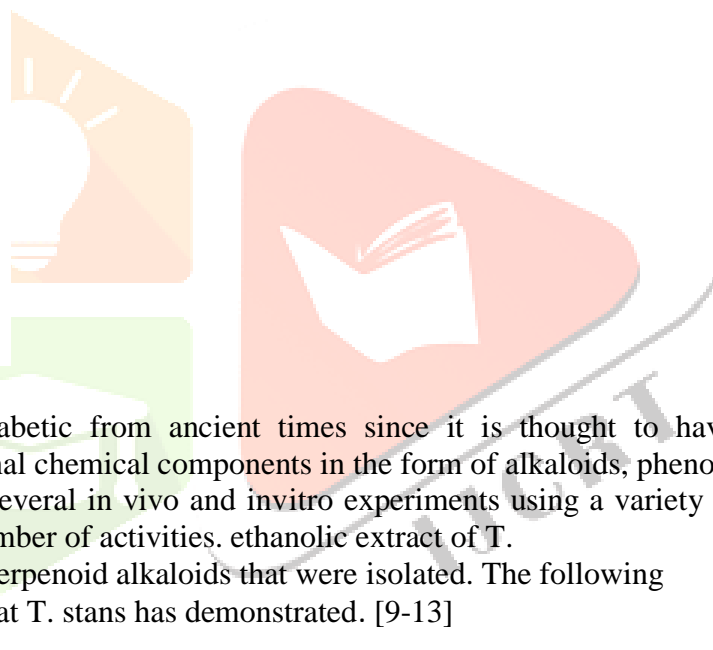 abetic from ancient times since it is thought to hav
nal chemical components in the form of alkaloids, pheno
everal in vivo and invitro experiments using a variety
mber of activities. ethanolic extract of T.
erpenoid alkaloids that were isolated. The following
at T. stans has demonstrated. [9-13]
IJCRT